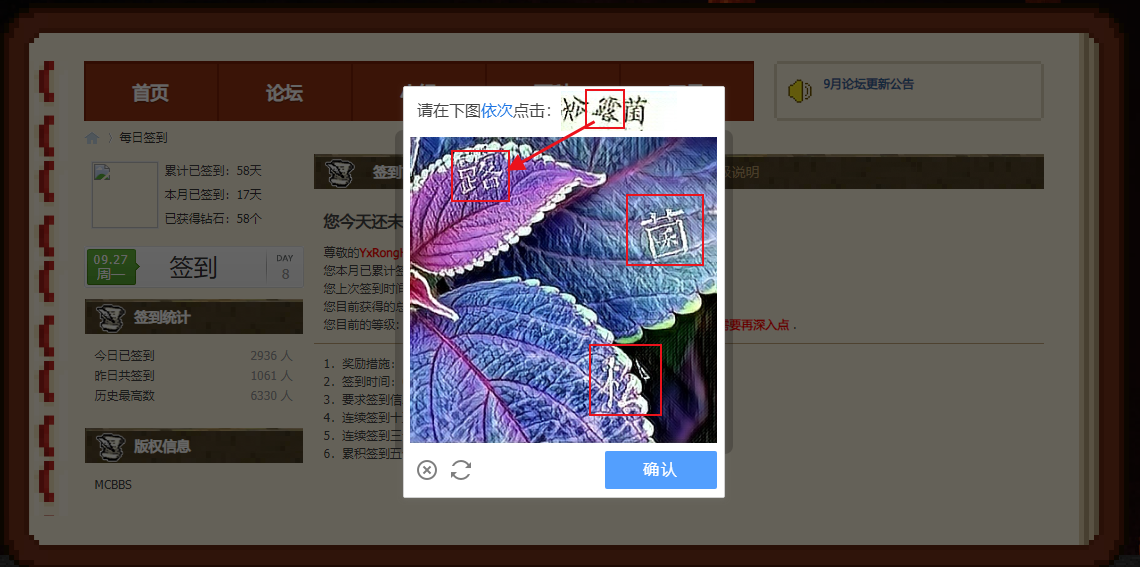 首页
论坛
9月论坛更新公告
每日签到
累计已签到：58天
本月已签到：17天
已获得钻石：58个
09.27
周一
签到
DAY
8
签到统计
今日已签到
2936 人
昨日共签到
1061 人
历史最高数
6330 人
版权信息
MCBBS
签到
说明
您今天还未
尊敬的YxRong
您本月已累计签
您上次签到时间
您目前获得的总
您目前的等级：
要再深入点．
1. 奖励措施：
2. 签到时间：
3. 要求签到信
4. 连续签到十
5. 连续签到三
6. 累积签到五
请在下图依次点击：
松
菌
菌
松
确认